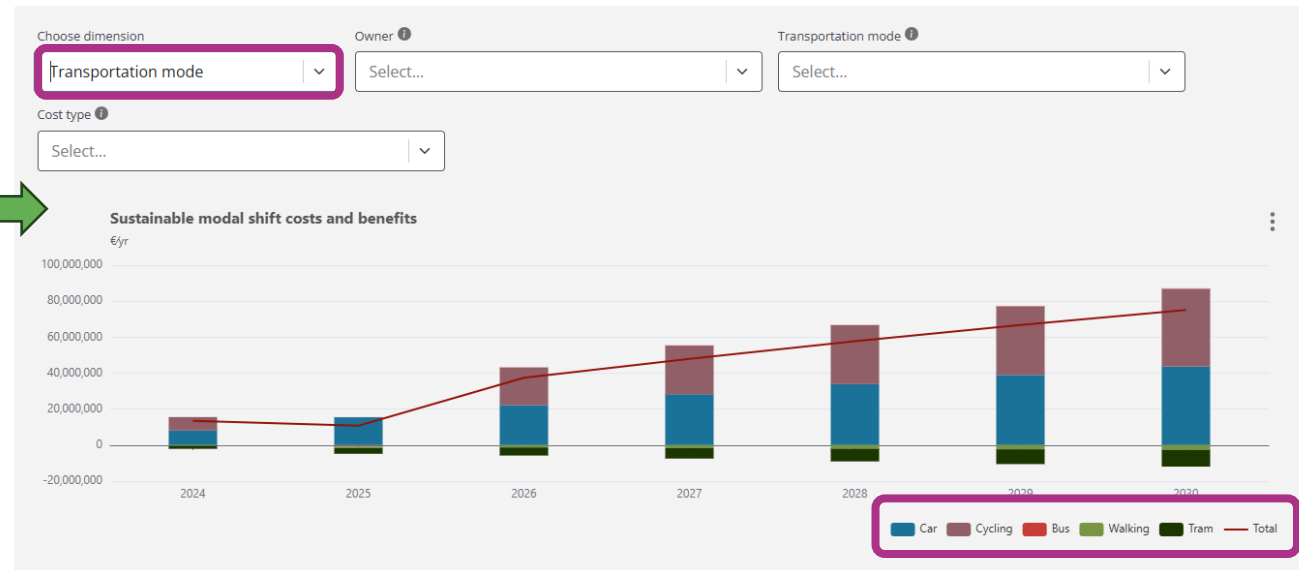 Choose dimension
Owner
Transportation mode
Transportation mode
Select...
Select...
Cost type
Select...
Sustainable modal shift costs and benefits
€/yr
100,000,000
80,000,000
60,000,000
40,000,000
20,000,000
0
-20,000,000
2024 2025 2026 2027 2028 2029 2030
Car Cycling Bus Walking Tram Total